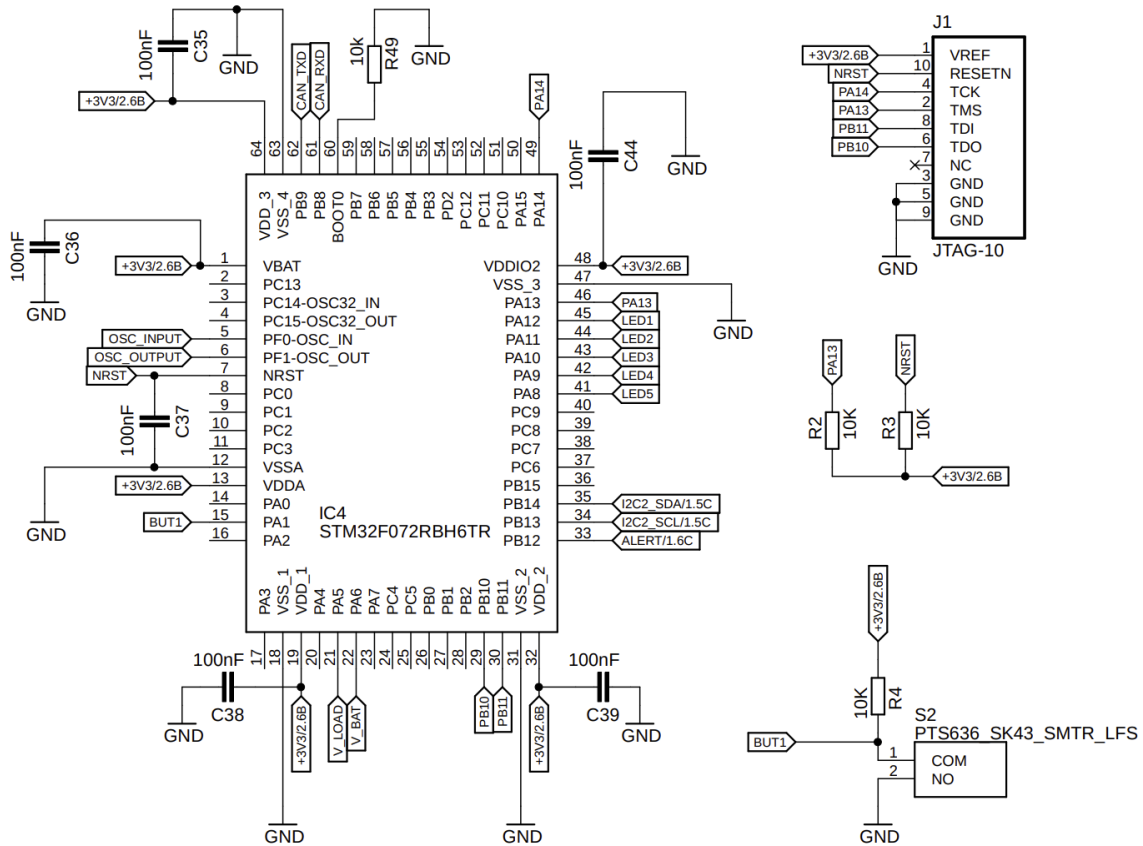 100nF
C35
GND
+3V3/2.6B
CAN_TXD
CAN_RXD
10k
R49
GND
PA14
100nF
C44
GND
64
63
62
61
60
59
58
57
56
55
54
53
52
51
50
49
VDD_3
VSS_4
PB9
PB8
BOOT0
PB7
PB6
PB5
PB4
PB3
PD2
PC12
PC11
PC10
PA15
PA14
100nF
C36
GND
+3V3/2.6B
1 VBAT
2 PC13
3 PC14-OSC32_IN
4 PC15-OSC32_OUT
OSC_INPUT 5 PF0-OSC_IN
OSC_OUTPUT 6 PF1-OSC_OUT
NRST 7 NRST
8 PC0
9 PC1
10 PC2
11 PC3
12 VSSA
+3V3/2.6B 13 VDDA
14 PA0
BUT1 15 PA1
16 PA2
100nF
C37
GND
IC4
STM32F072RBH6TR
VDDIO2 48 +3V3/2.6B
VSS_3 47
GND
PA13 46 PA13
PA12 45 LED1
PA11 44 LED2
PA10 43 LED3
PA9 42 LED4
PA8 41 LED5
PC9 40
PC8 39
PC7 38
PC6 37
PB15 36
PB14 35 I2C2_SDA/1.5C
PB13 34 I2C2_SCL/1.5C
PB12 33 ALERT/1.6C
PA3
VSS_1
VDD_1
PA4
PA5
PA6
PA7
PC4
PC5
PB0
PB1
PB2
PB10
PB11
VSS_2
VDD_2
17
18
19
20
21
22
23
24
25
26
27
28
29
30
31
32
100nF
C38
GND
+3V3/2.6B
V_LOAD
V_BAT
PB10
PB11
+3V3/2.6B
100nF
C39
GND
GND
GND
J1
+3V3/2.6B 1 VREF
NRST 10 RESETN
PA14 4 TCK
PA13 2 TMS
PB11 8 TDI
PB10 6 TDO
7 NC
3 GND
5 GND
9 GND
JTAG-10
GND
PA13
NRST
R2
10K
R3
10K
+3V3/2.6B
+3V3/2.6B
10K
R4
S2
PTS636_SK43_SMTR_LFS
BUT1
1 COM
2 NO
GND